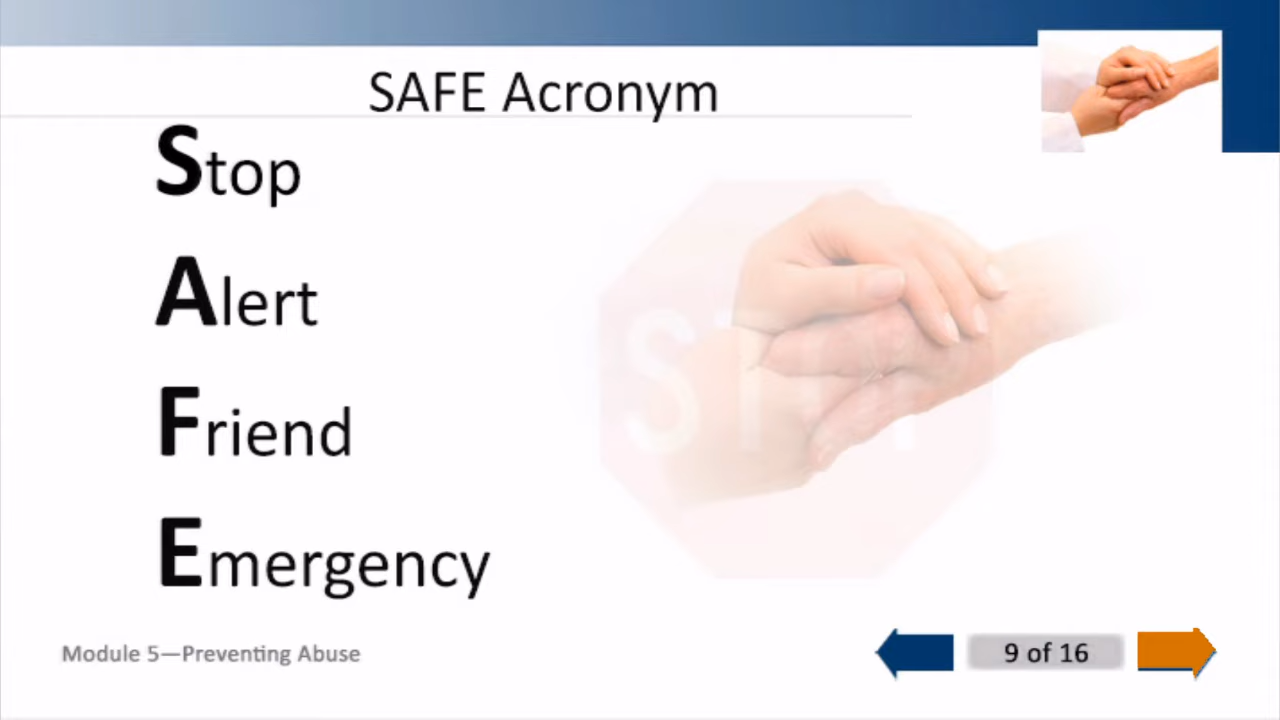 SAFE Acronym
Stop
Alert
Friend
Emergency
Module 5—Preventing Abuse
9 of 16